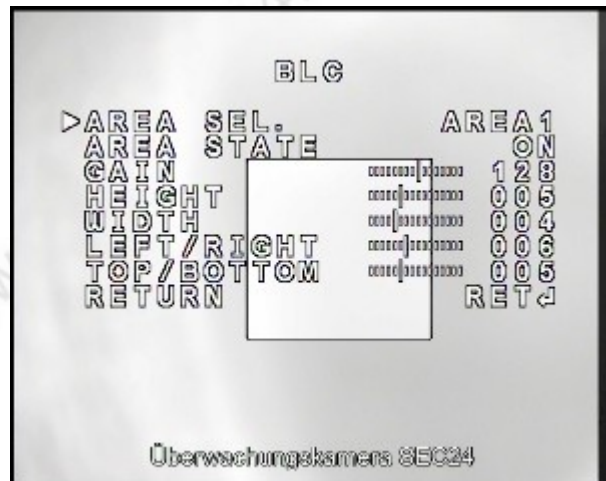 BLC
▷AREA SEL. AREA1
AREA STATE ON
GAIN 128
HEIGHT 005
WIDTH 004
LEFT/RIGHT 006
TOP/BOTTOM 005
RETURN RET↲
Überwachungskamera SEC24